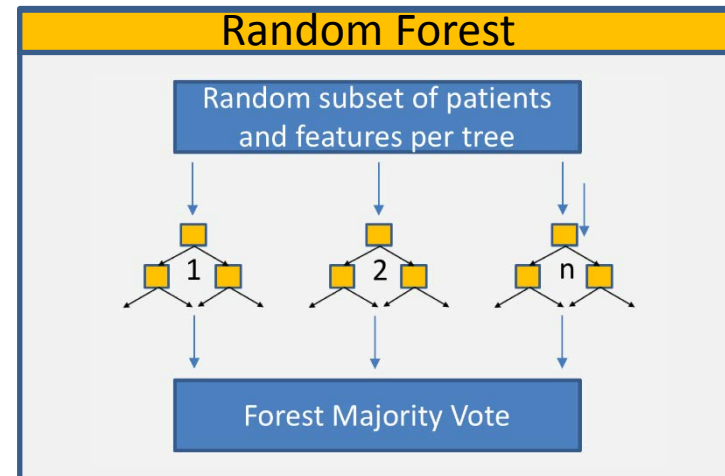 Random Forest
Random subset of patients
and features per tree
1 2 n
Forest Majority Vote